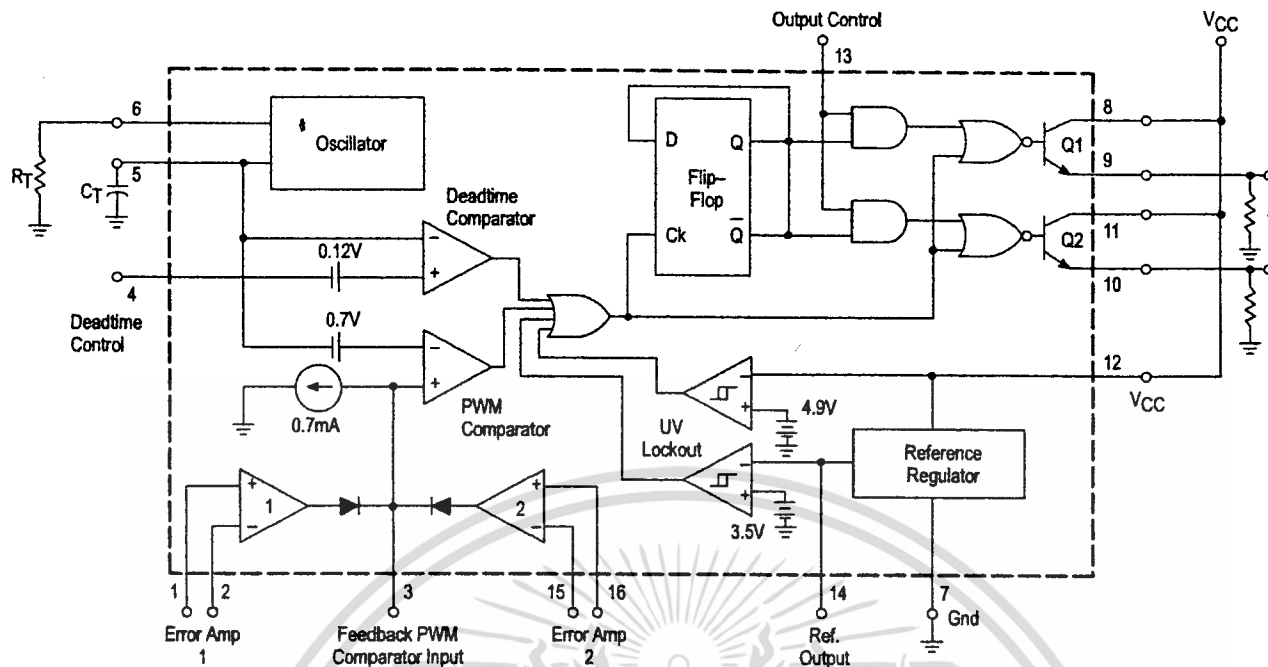 Output Control
13
VCC
6
Oscillator
5
RT
CT
4
Deadtime
Control
Deadtime
Comparator
0.12V
−
+
0.7V
−
+
PWM
Comparator
0.7mA
D
Q
Flip–
Flop
Ck
Q
8
Q1
9
11
Q2
10
12
VCC
UV
Lockout
−
+
4.9V
−
+
3.5V
Reference
Regulator
+
1
−
+
2
−
1
2
3
15
16
14
7
Gnd
Error Amp
1
Feedback PWM
Comparator Input
Error Amp
2
Ref.
Output